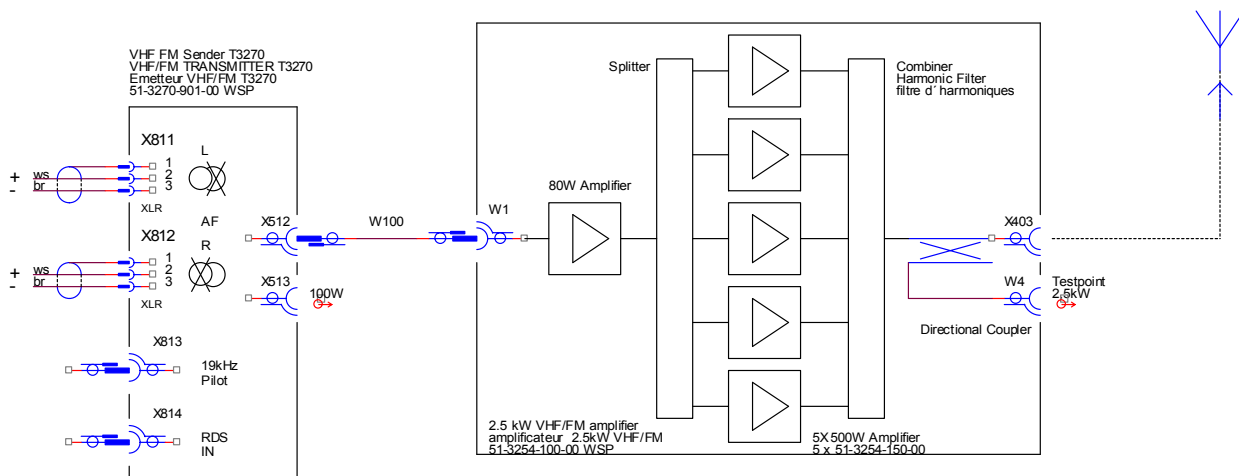 VHF FM Sender T3270
VHF/FM TRANSMITTER T3270
Emetteur VHF/FM T3270
51-3270-901-00 WSP
X811
L
1
2
3
+
-
ws
br
XLR
AF
X812
R
1
2
3
+
-
ws
br
XLR
X512
W100
W1
X513
100W
X813
19kHz
Pilot
X814
RDS
IN
80W Amplifier
Splitter
Combiner
Harmonic Filter
filtre d´harmoniques
X403
W4
Testpoint
2.5kW
Directional Coupler
2.5 kW VHF/FM amplifier
amplificateur 2.5kW VHF/FM
51-3254-100-00 WSP
5X500W Amplifier
5 x 51-3254-150-00